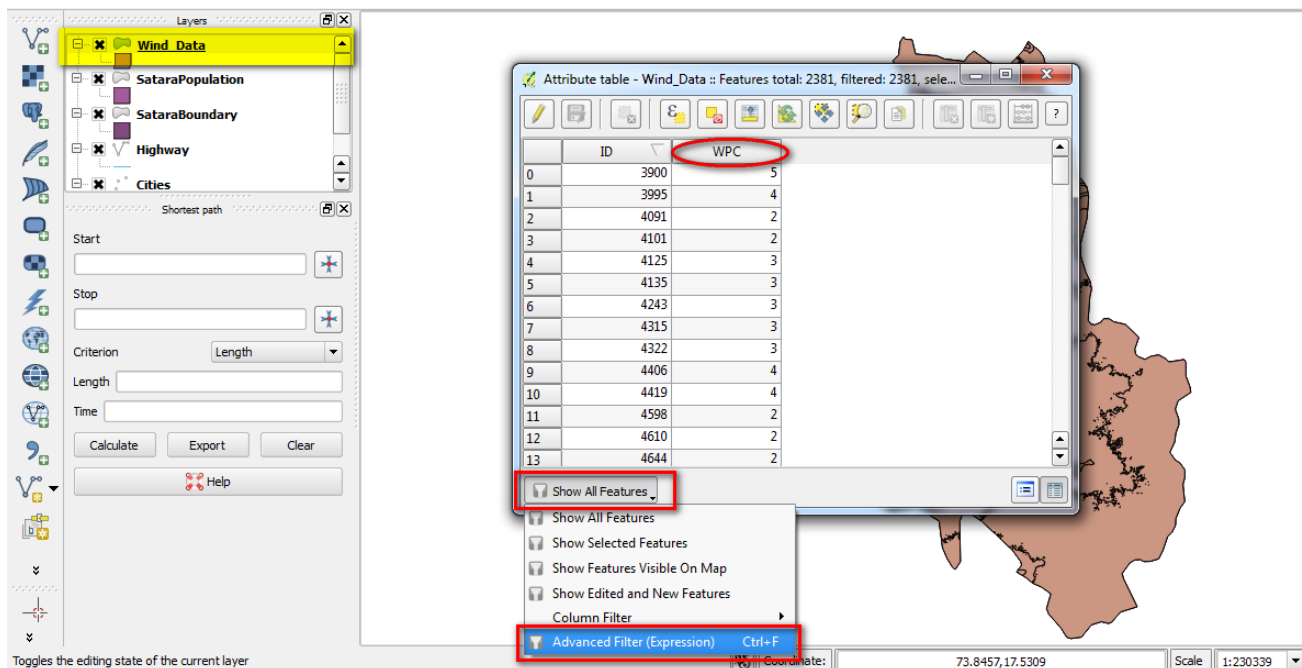 Layers
Wind_Data
SataraPopulation
SataraBoundary
Highway
Cities
Shortest path
Start
Stop
Criterion Length
Length
Time
Calculate Export Clear
Help
Attribute table - Wind_Data :: Features total: 2381, filtered: 2381, sele...
ID WPC
0 3900 5
1 3995 4
2 4091 2
3 4101 2
4 4125 3
5 4135 3
6 4243 3
7 4315 3
8 4322 3
9 4406 4
10 4419 4
11 4598 2
12 4610 2
13 4644 2
Show All Features
Show All Features
Show Selected Features
Show Features Visible On Map
Show Edited and New Features
Column Filter
Advanced Filter (Expression) Ctrl+F
Toggles the editing state of the current layer
Coordinate: 73.8457,17.5309 Scale 1:230339